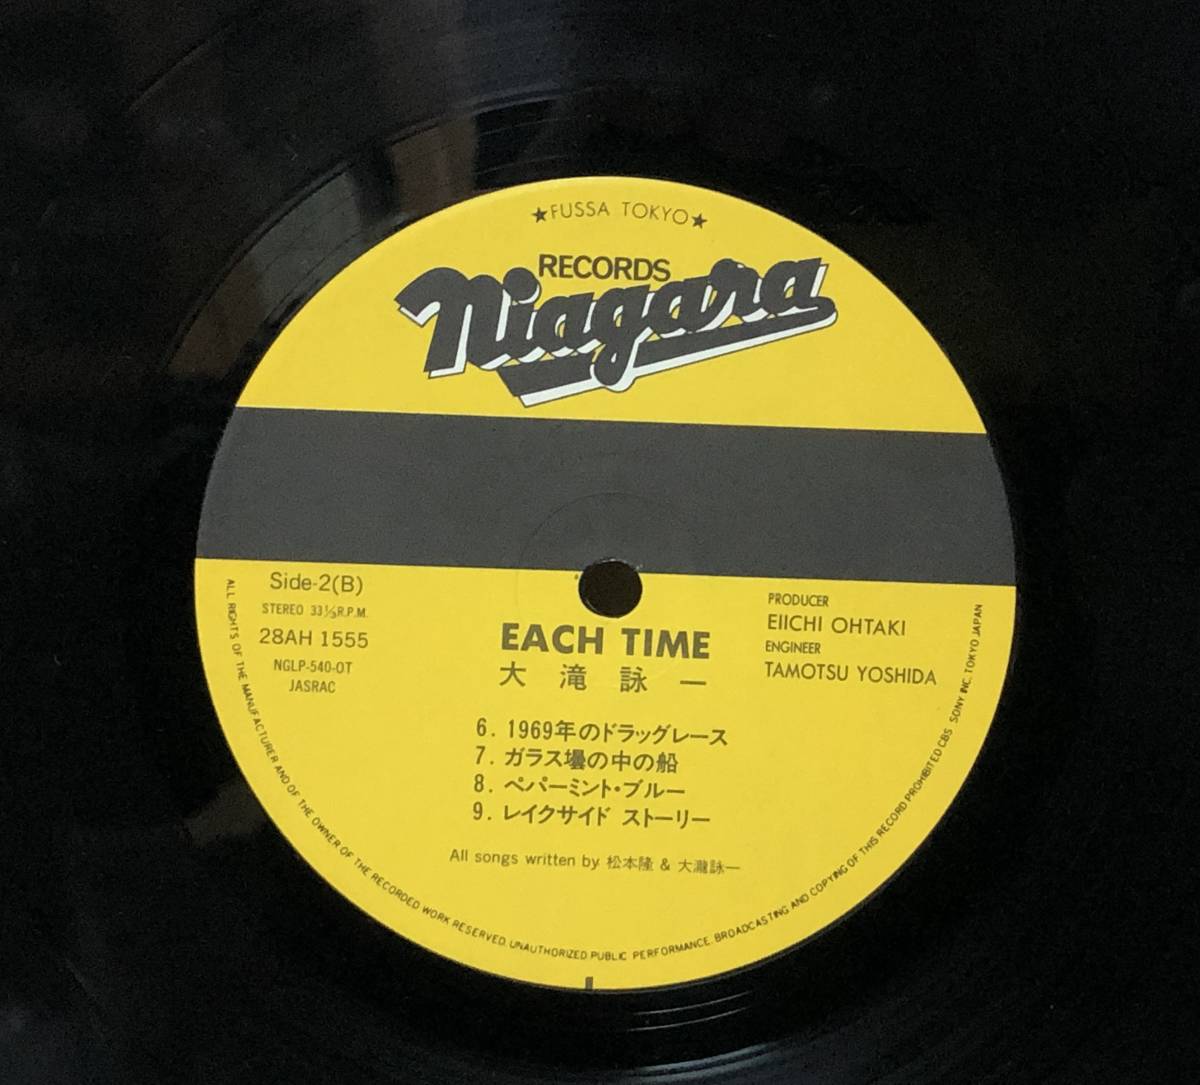 ★FUSSA TOKYO★
RECORDS
Niagara
Side-2(B)
STEREO 33⅓R.P.M.
28AH 1555
NGLP-540-OT
JASRAC
EACH TIME
大滝詠一
PRODUCER
EIICHI OHTAKI
ENGINEER
TAMOTSU YOSHIDA
6. 1969年のドラッグレース
7. ガラス壜の中の船
8. ペパーミント・ブルー
9. レイクサイド ストーリー
All songs written by 松本隆 & 大瀧詠一
ALL RIGHTS OF THE MANUFACTURER AND OF THE OWNER OF THE RECORDED WORK RESERVED. UNAUTHORIZED PUBLIC PERFORMANCE. BROADCASTING AND COPYING OF THIS RECORD PROHIBITED CBS SONY INC. TOKYO JAPAN